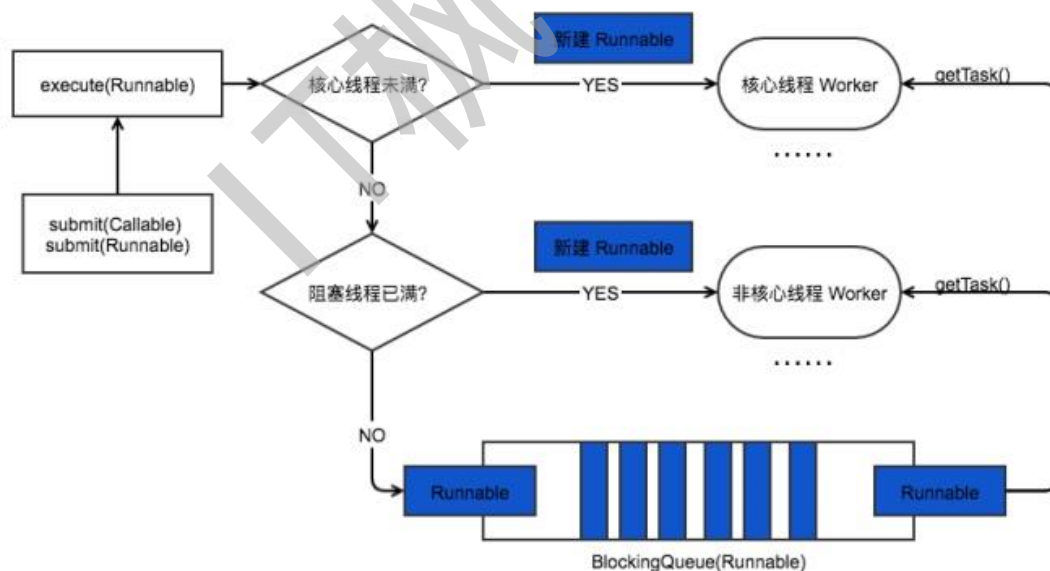 新建 Runnable
execute(Runnable)
核心线程未满?
YES
核心线程 Worker
getTask()
......
NO
submit(Callable)
submit(Runnable)
新建 Runnable
阻塞线程已满?
YES
非核心线程 Worker
getTask()
......
NO
Runnable
Runnable
BlockingQueue(Runnable)